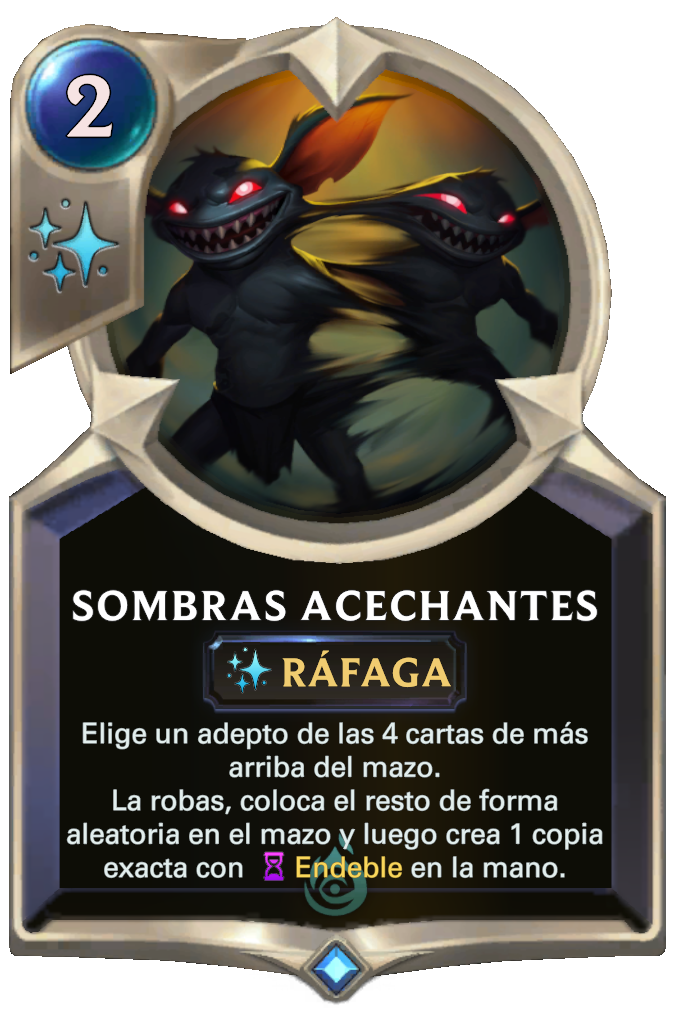 2
SOMBRAS ACECHANTES
RÁFAGA
Elige un adepto de las 4 cartas de más
arriba del mazo.
La robas, coloca el resto de forma
aleatoria en el mazo y luego crea 1 copia
exacta con Endeble en la mano.